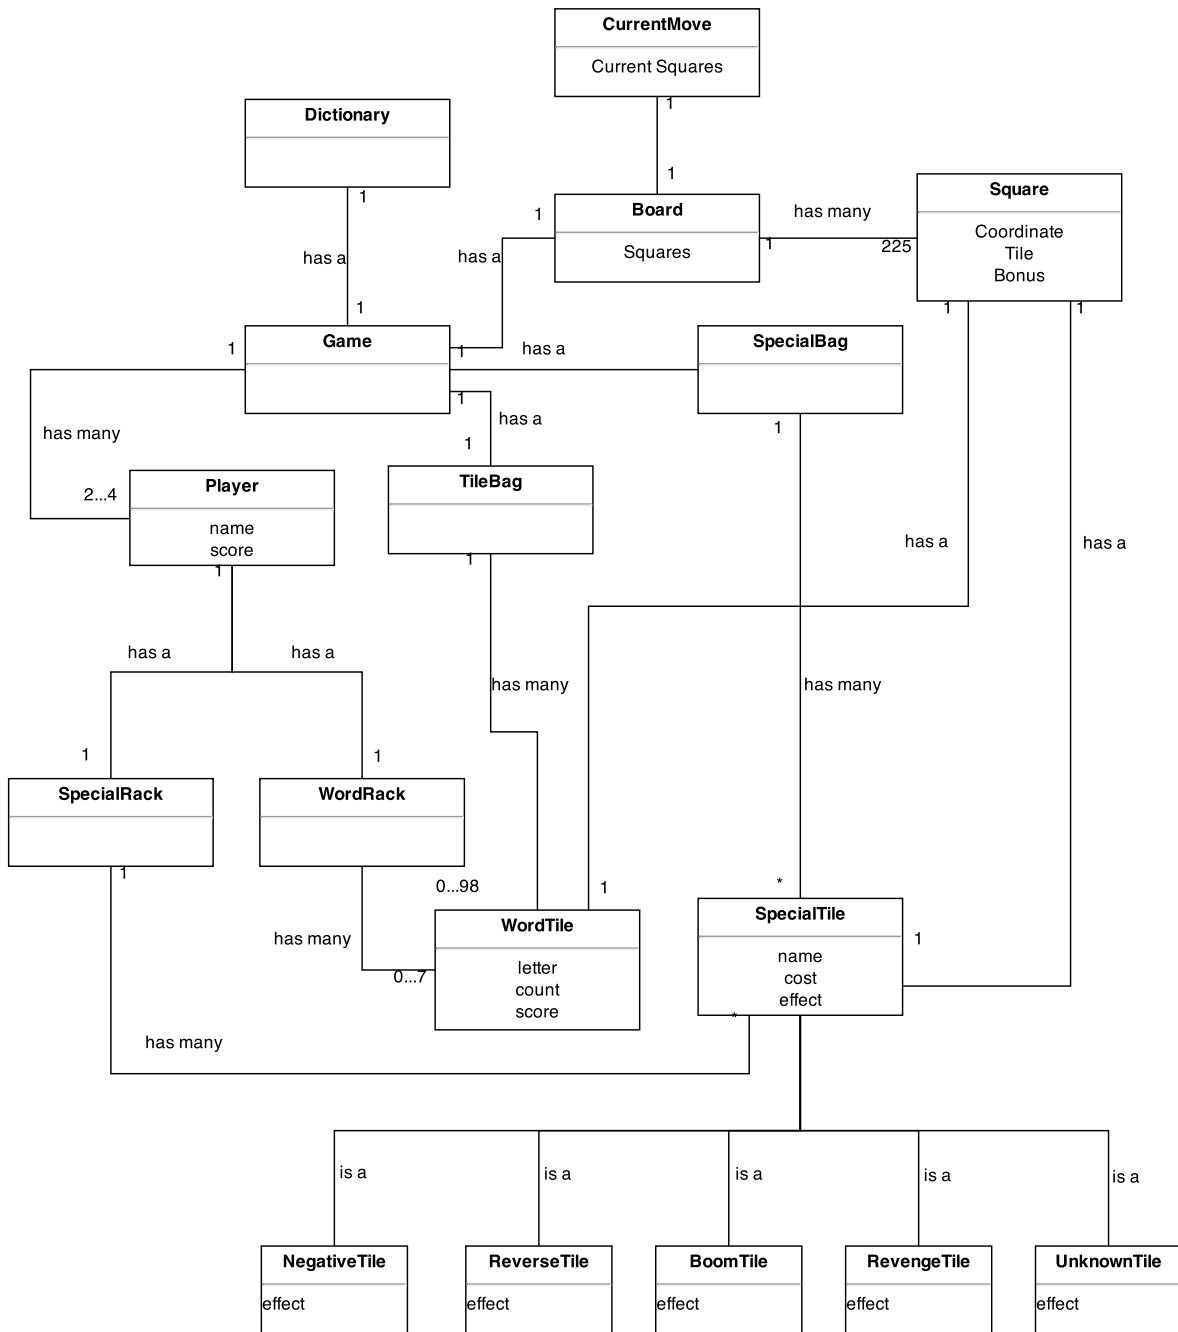 CurrentMove
Current Squares
1
Dictionary
1
1
Board
Squares
1
has many
1
225
Square
Coordinate
Tile
Bonus
1
1
has a
has a
1
Game
1
1
1
has a
SpecialBag
1
has a
1
has many
2...4
Player
name
score
1
TileBag
1
has a
has a
has a
has a
has many
has many
1
1
SpecialRack
1
WordRack
0...98
1
*
has many
0...7
WordTile
letter
count
score
SpecialTile
name
cost
effect
1
*
has many
is a
is a
is a
is a
is a
NegativeTile
effect
ReverseTile
effect
BoomTile
effect
RevengeTile
effect
UnknownTile
effect